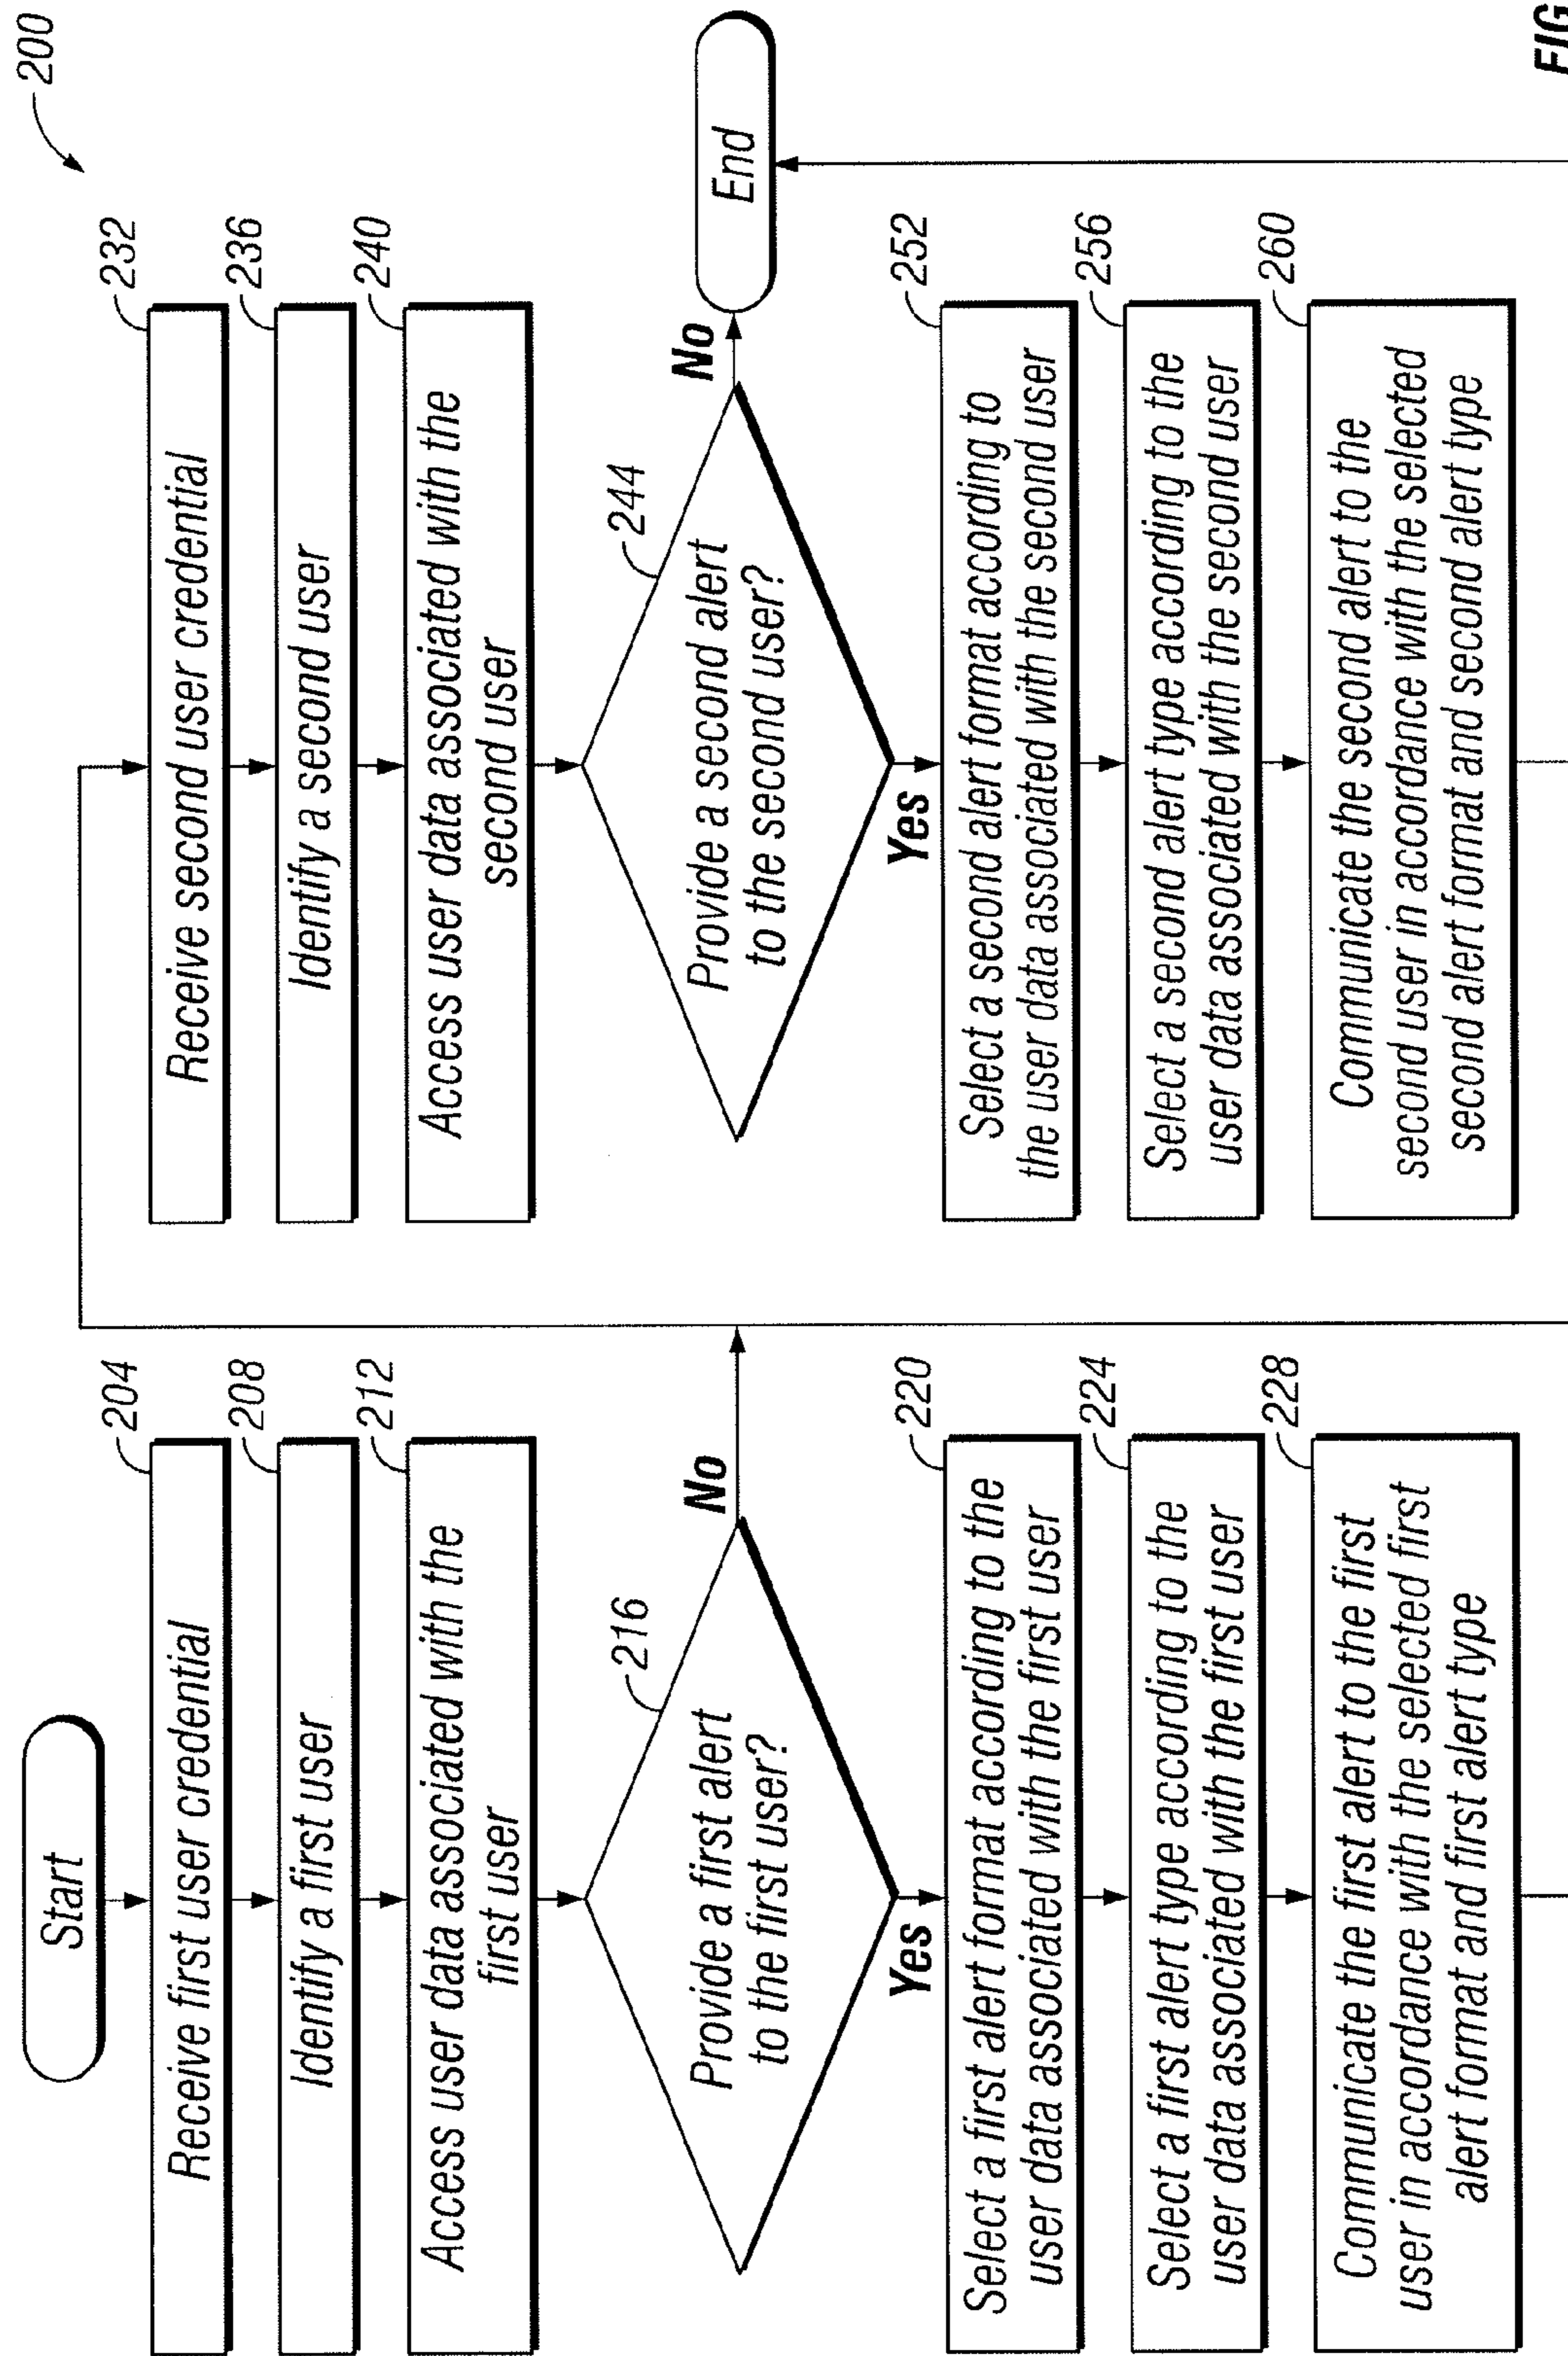 200
Start
204
Receive first user credential
208
Identify a first user
212
Access user data associated with the
first user
216
Provide a first alert
to the first user?
No
Yes
220
Select a first alert format according to the
user data associated with the first user
224
Select a first alert type according to the
user data associated with the first user
228
Communicate the first alert to the first
user in accordance with the selected first
alert format and first alert type
232
Receive second user credential
236
Identify a second user
240
Access user data associated with the
second user
244
Provide a second alert
to the second user?
No
End
Yes
252
Select a second alert format according to
the user data associated with the second user
256
Select a second alert type according to the
user data associated with the second user
260
Communicate the second alert to the
second user in accordance with the selected
second alert format and second alert type
FIG